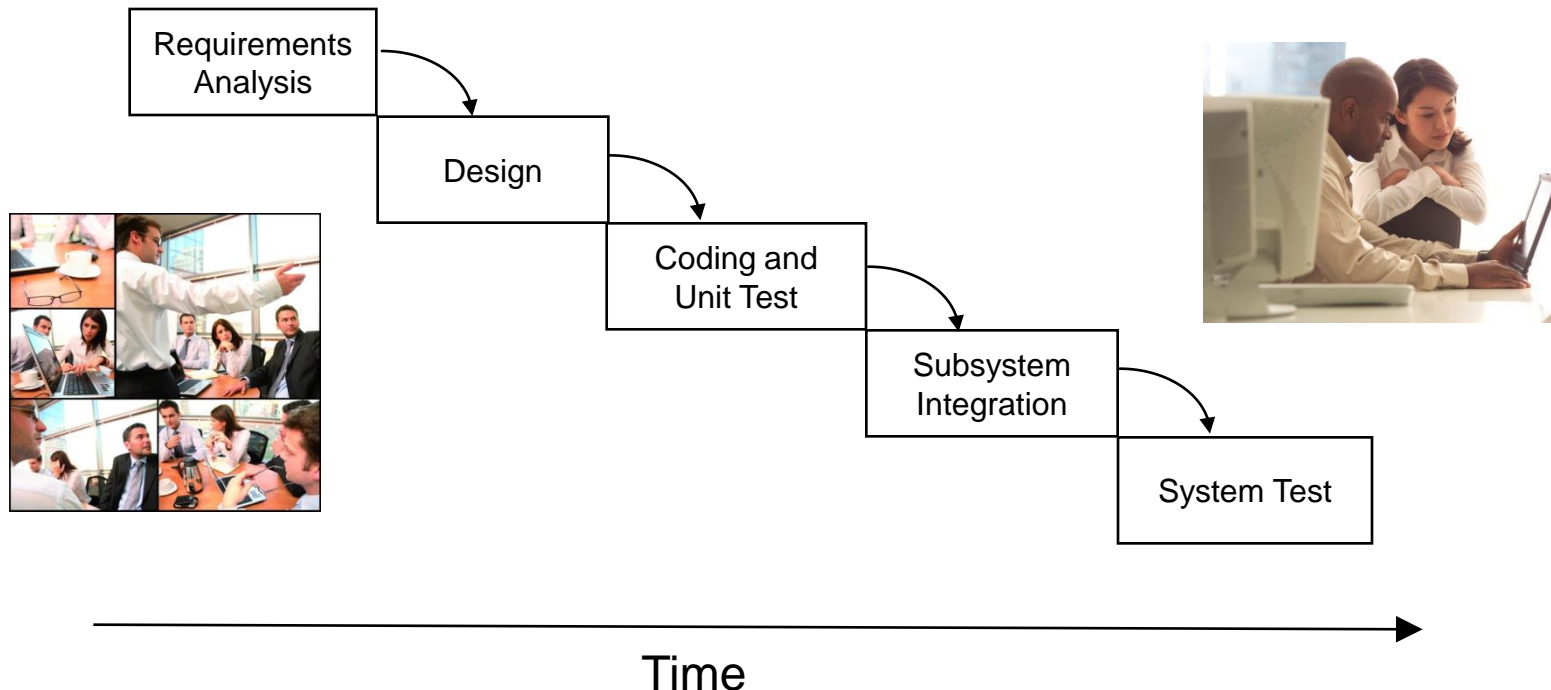 Requirements
Analysis
Design
Coding and
Unit Test
Subsystem
Integration
System Test
Time